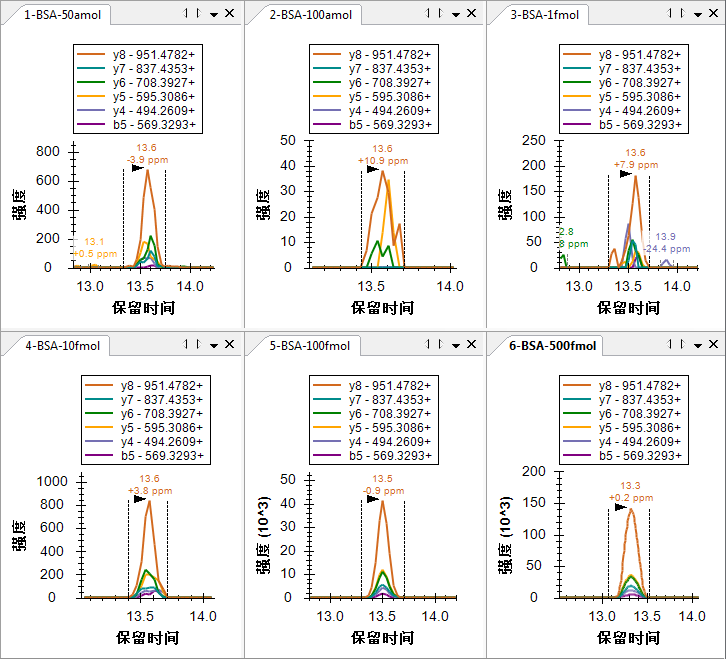 1-BSA-50amol
y8 - 951.4782+
y7 - 837.4353+
y6 - 708.3927+
y5 - 595.3086+
y4 - 494.2609+
b5 - 569.3293+
800
600
400
200
0
强度
13.6
-3.9 ppm
13.1
+0.5 ppm
13.0 13.5 14.0
保留时间
2-BSA-100amol
y8 - 951.4782+
y7 - 837.4353+
y6 - 708.3927+
y5 - 595.3086+
y4 - 494.2609+
b5 - 569.3293+
50
40
30
20
10
0
强度
13.6
+10.9 ppm
13.5 14.0
保留时间
3-BSA-1fmol
y8 - 951.4782+
y7 - 837.4353+
y6 - 708.3927+
y5 - 595.3086+
y4 - 494.2609+
b5 - 569.3293+
250
200
150
100
50
0
强度
13.6
+7.9 ppm
2.8
3 ppm
13.9
-24.4 ppm
13.0 13.5 14.0
保留时间
4-BSA-10fmol
y8 - 951.4782+
y7 - 837.4353+
y6 - 708.3927+
y5 - 595.3086+
y4 - 494.2609+
b5 - 569.3293+
1000
800
600
400
200
0
强度
13.6
+3.8 ppm
13.5 14.0
保留时间
5-BSA-100fmol
y8 - 951.4782+
y7 - 837.4353+
y6 - 708.3927+
y5 - 595.3086+
y4 - 494.2609+
b5 - 569.3293+
50
40
30
20
10
0
强度 (10^3)
13.5
-0.9 ppm
13.0 13.5 14.0
保留时间
6-BSA-500fmol
y8 - 951.4782+
y7 - 837.4353+
y6 - 708.3927+
y5 - 595.3086+
y4 - 494.2609+
b5 - 569.3293+
200
150
100
50
0
强度 (10^3)
13.3
+0.2 ppm
13.0 13.5 14.0
保留时间